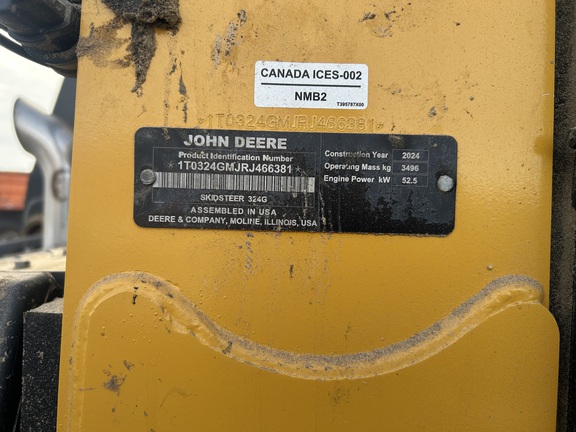 CANADA ICES-002
NMB2
T395787X00
*1T0324GMJRJ466381*
JOHN DEERE
Product Identification Number
1T0324GMJRJ466381
SKIDSTEER 324G
ASSEMBLED IN USA
DEERE & COMPANY, MOLINE, ILLINOIS, USA
Construction Year 2024
Operating Mass kg 3496
Engine Power kW 52.5